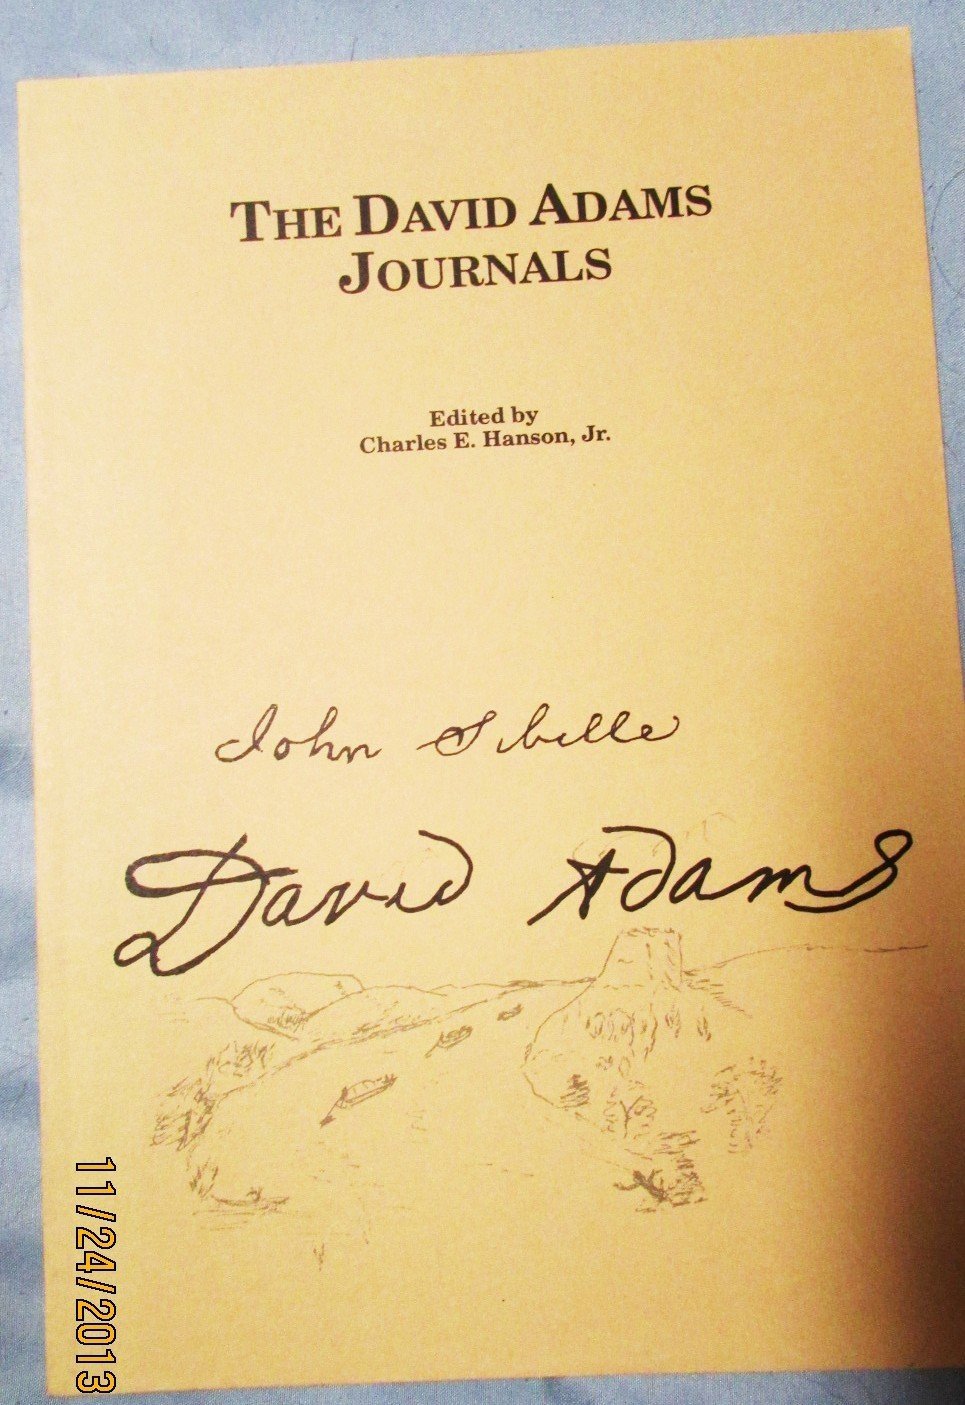 THE DAVID ADAMS
JOURNALS
Edited by
Charles E. Hanson, Jr.
John Sibille
David Adams
11/24/2013